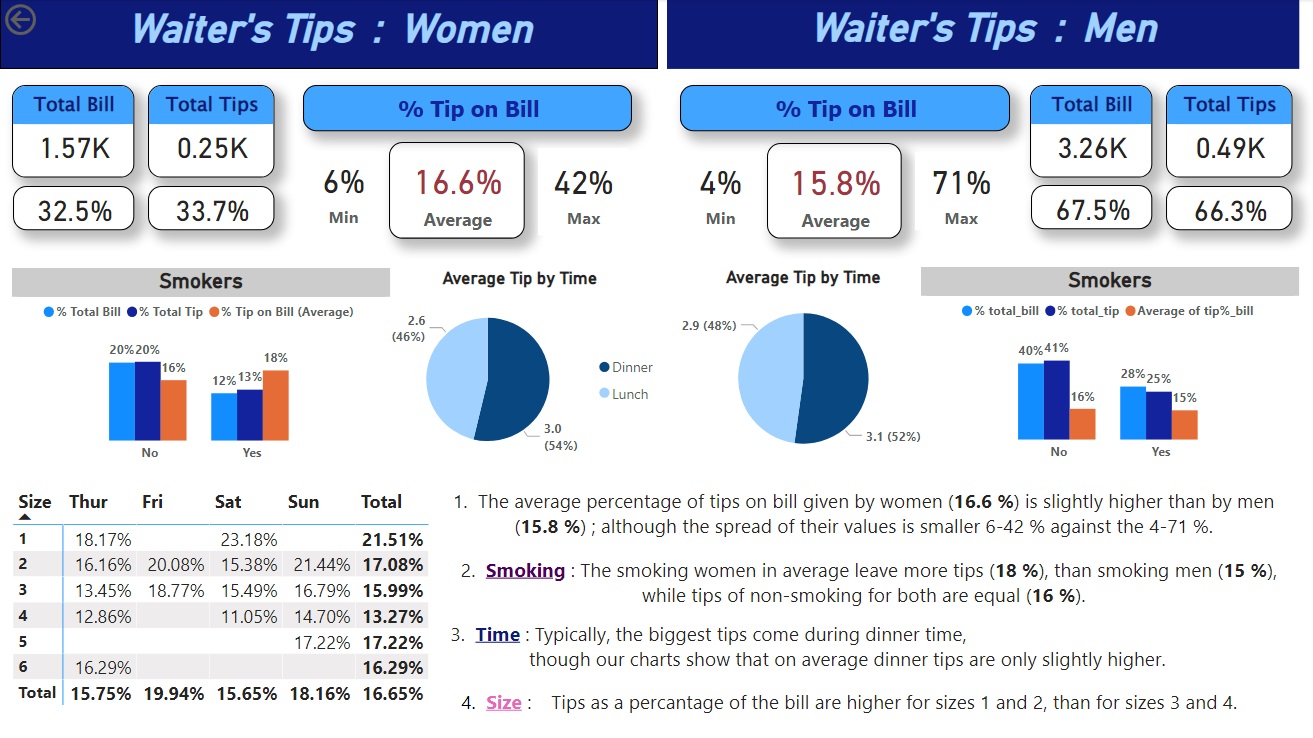 Waiter's Tips : Women
Waiter's Tips : Men
Total Bill
1.57K
32.5%
Total Tips
0.25K
33.7%
% Tip on Bill
6%
Min
16.6%
Average
42%
Max
% Tip on Bill
4%
Min
15.8%
Average
71%
Max
Total Bill
3.26K
67.5%
Total Tips
0.49K
66.3%
Smokers
% Total Bill % Total Tip % Tip on Bill (Average)
20% 20% 16%
12% 13% 18%
No Yes
Average Tip by Time
2.6
(46%)
3.0
(54%)
Dinner
Lunch
Average Tip by Time
2.9 (48%)
3.1 (52%)
Smokers
% total_bill % total_tip Average of tip%_bill
40% 41% 16%
28% 25% 15%
No Yes
Size Thur Fri Sat Sun Total
1 18.17% 23.18% 21.51%
2 16.16% 20.08% 15.38% 21.44% 17.08%
3 13.45% 18.77% 15.49% 16.79% 15.99%
4 12.86% 11.05% 14.70% 13.27%
5 17.22% 17.22%
6 16.29% 16.29%
Total 15.75% 19.94% 15.65% 18.16% 16.65%
1. The average percentage of tips on bill given by women (16.6 %) is slightly higher than by men
(15.8 %) ; although the spread of their values is smaller 6-42 % against the 4-71 %.
2. Smoking : The smoking women in average leave more tips (18 %), than smoking men (15 %),
while tips of non-smoking for both are equal (16 %).
3. Time : Typically, the biggest tips come during dinner time,
though our charts show that on average dinner tips are only slightly higher.
4. Size : Tips as a percantage of the bill are higher for sizes 1 and 2, than for sizes 3 and 4.